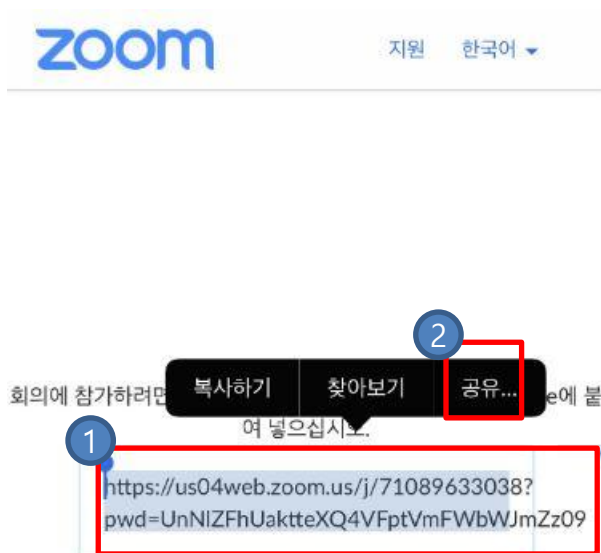 zoom
지원 한국어
2
복사하기 찾아보기 공유...
회의에 참가하려면 e에 붙
여 넣으십시오.
1
https://us04web.zoom.us/j/71089633038?
pwd=UnNlZFhUaktteXQ4VFptVmFWbWJmZz09